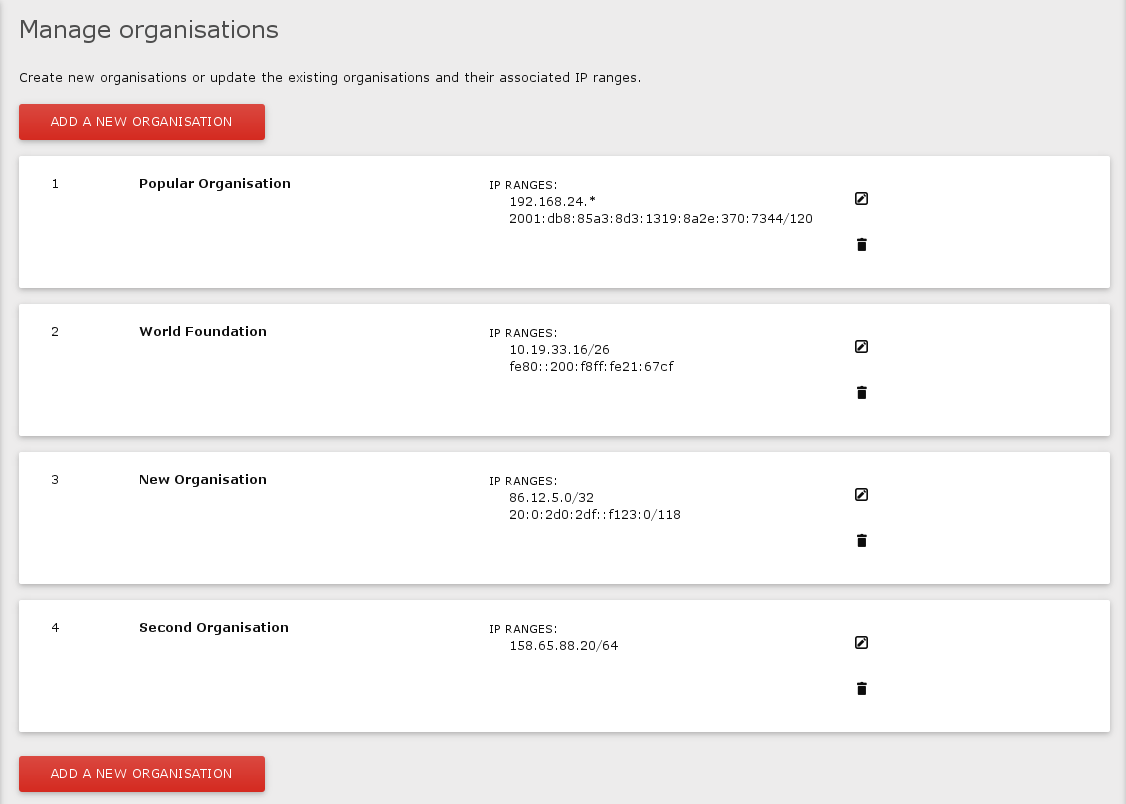 Manage organisations
Create new organisations or update the existing organisations and their associated IP ranges.
ADD A NEW ORGANISATION
1
Popular Organisation
IP RANGES:
192.168.24.*
2001:db8:85a3:8d3:1319:8a2e:370:7344/120
2
World Foundation
IP RANGES:
10.19.33.16/26
fe80::200:f8ff:fe21:67cf
3
New Organisation
IP RANGES:
86.12.5.0/32
20:0:2d0:2df::f123:0/118
4
Second Organisation
IP RANGES:
158.65.88.20/64
ADD A NEW ORGANISATION